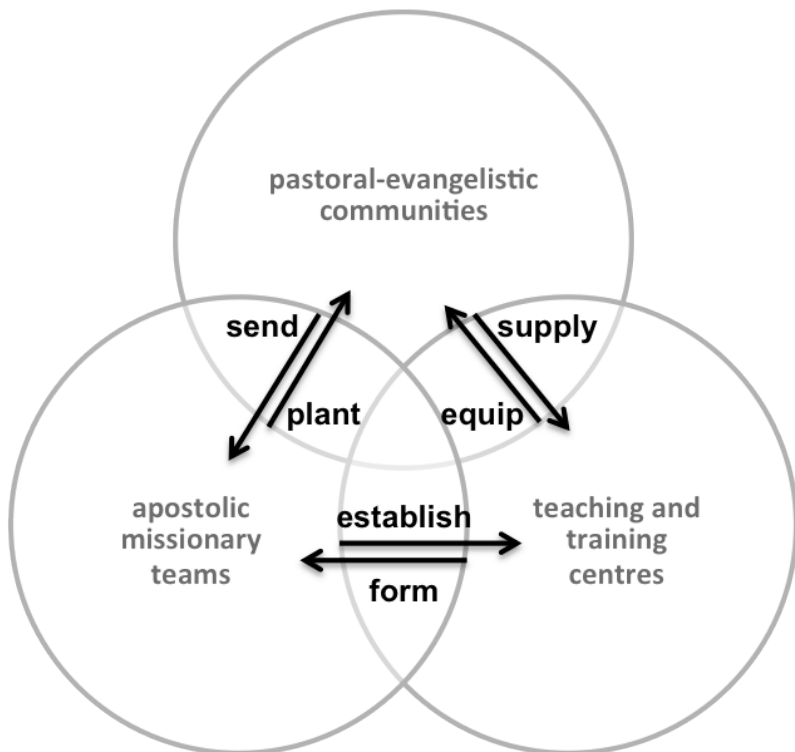 pastoral-evangelistic
communities
send
supply
plant
equip
apostolic
missionary
teams
establish
form
teaching and
training
centres